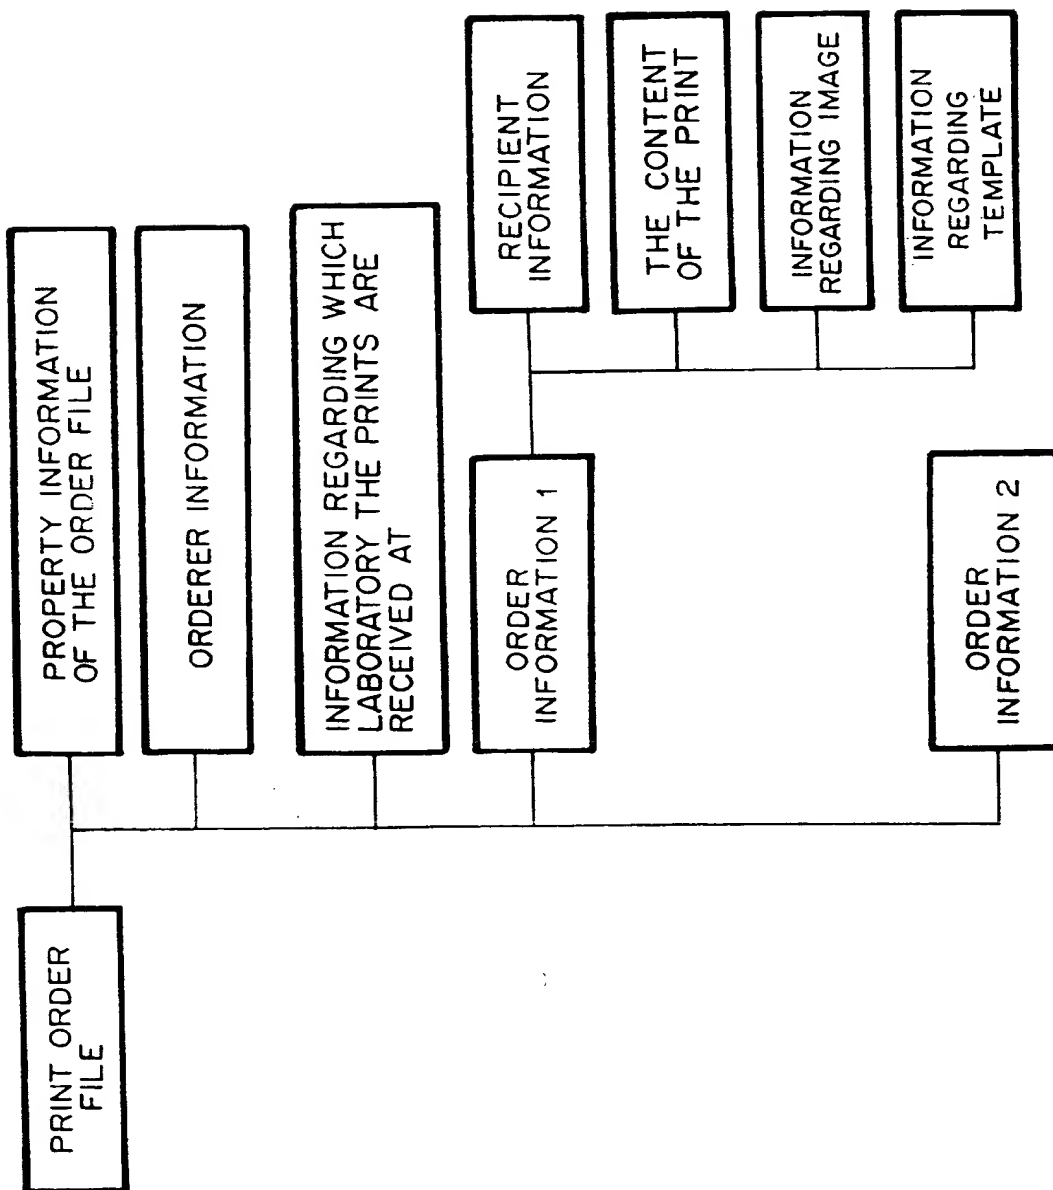 PRINT ORDER
FILE
PROPERTY INFORMATION
OF THE ORDER FILE
ORDERER INFORMATION
INFORMATION REGARDING WHICH
LABORATORY THE PRINTS ARE
RECEIVED AT
ORDER
INFORMATION 1
RECIPIENT
INFORMATION
THE CONTENT
OF THE PRINT
INFORMATION
REGARDING IMAGE
INFORMATION
REGARDING
TEMPLATE
ORDER
INFORMATION 2